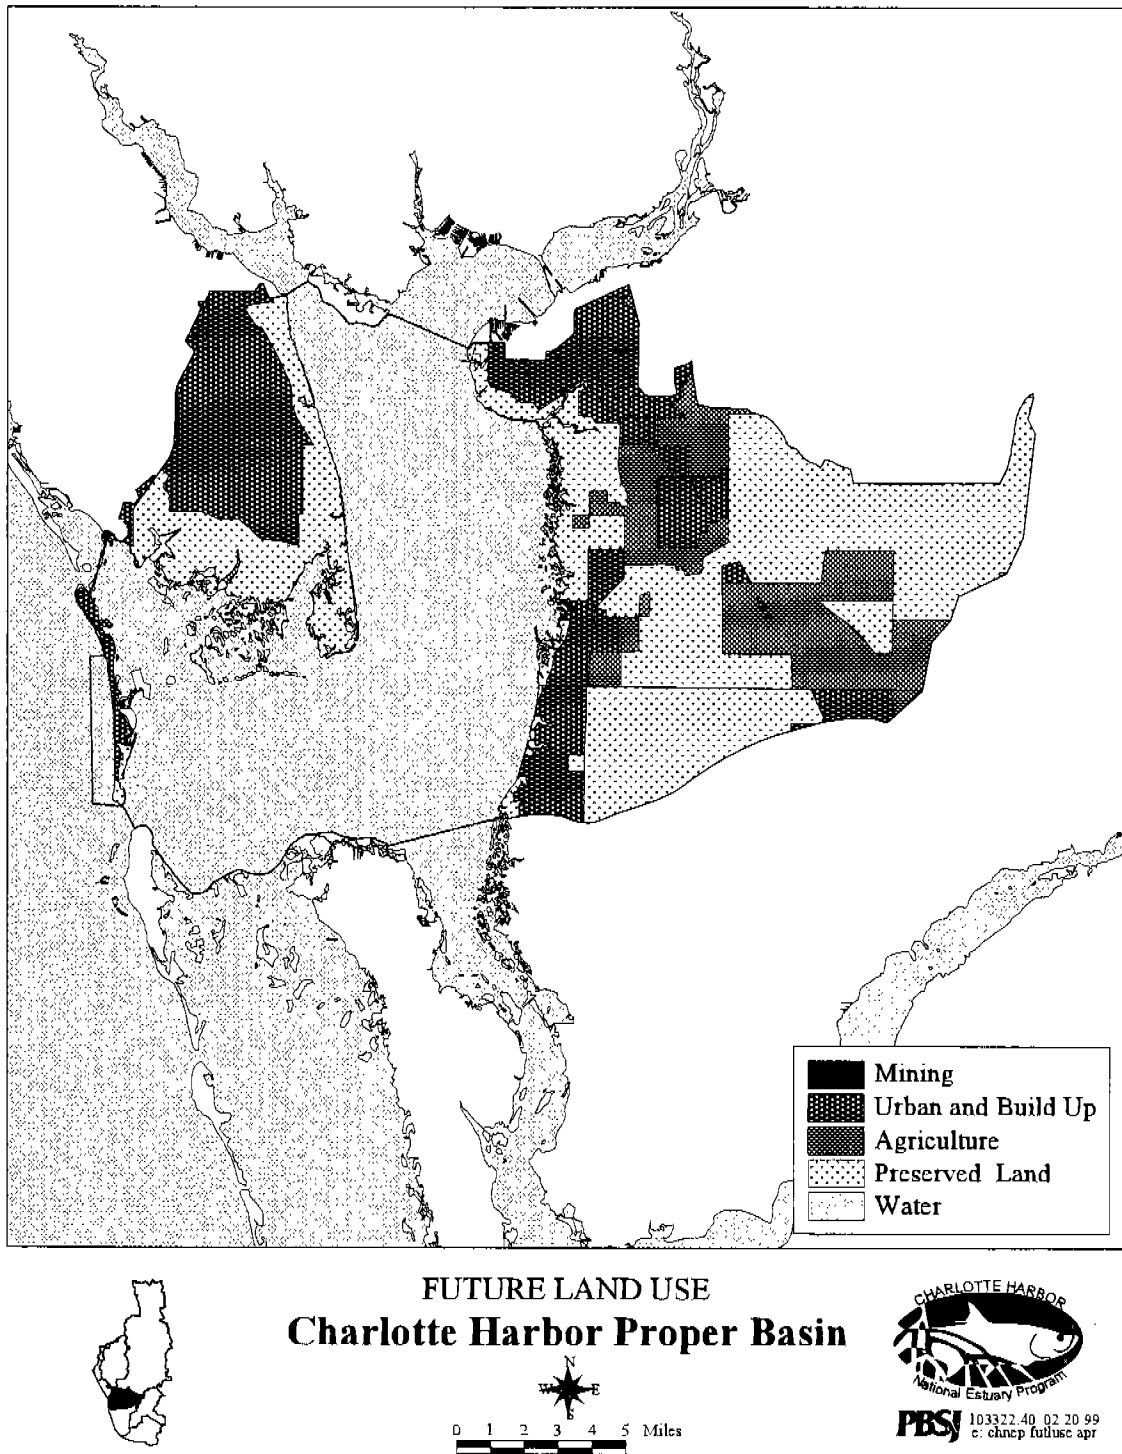 Mining
Urban and Build Up
Agriculture
Preserved Land
Water
FUTURE LAND USE
Charlotte Harbor Proper Basin
N
W E
S
0 1 2 3 4 5 Miles
CHARLOTTE HARBOR
National Estuary Program
PBSJ 103322.40 02 20 99
e: chnep futluse apr